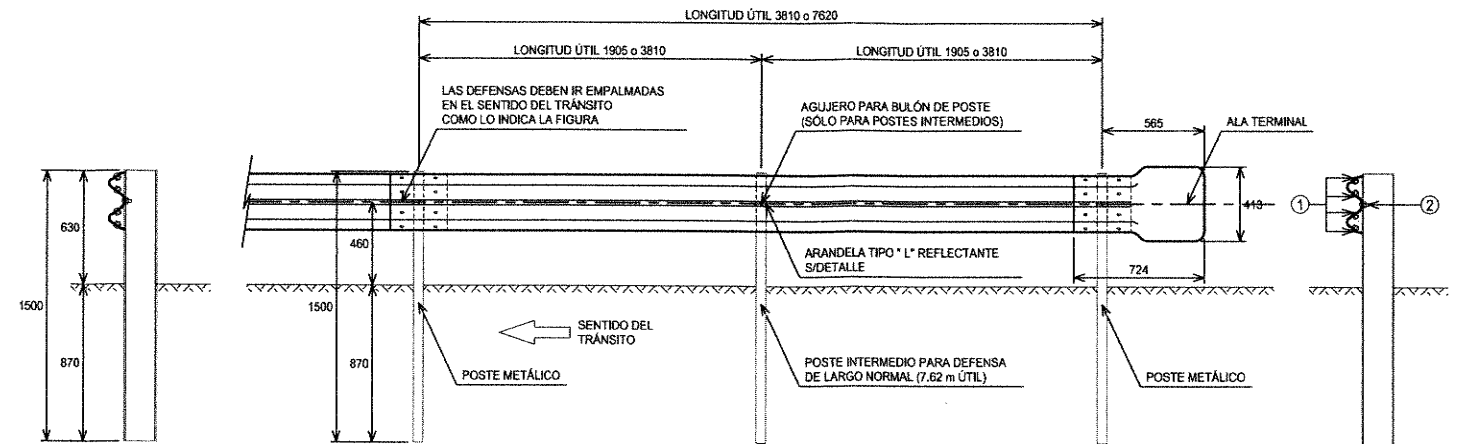 LONGITUD ÚTIL 3810 o 7620
LONGITUD ÚTIL 1905 o 3810
LONGITUD ÚTIL 1905 o 3810
LAS DEFENSAS DEBEN IR EMPALMADAS
EN EL SENTIDO DEL TRÁNSITO
COMO LO INDICA LA FIGURA
AGUJERO PARA BULÓN DE POSTE
(SÓLO PARA POSTES INTERMEDIOS)
565
ALA TERMINAL
630
460
413
1
2
ARANDELA TIPO " L" REFLECTANTE
S/DETALLE
724
1500
1500
870
870
SENTIDO DEL
TRÁNSITO
POSTE METÁLICO
POSTE INTERMEDIO PARA DEFENSA
DE LARGO NORMAL (7.62 m ÚTIL)
POSTE METÁLICO